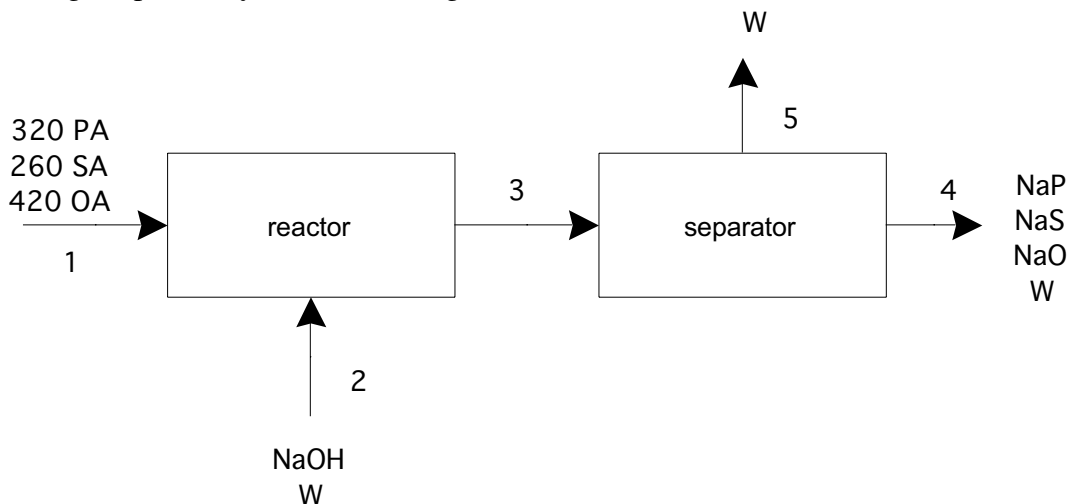 W
320 PA
260 SA
420 OA
1
reactor
3
separator
5
4
NaP
NaS
NaO
W
2
NaOH
W